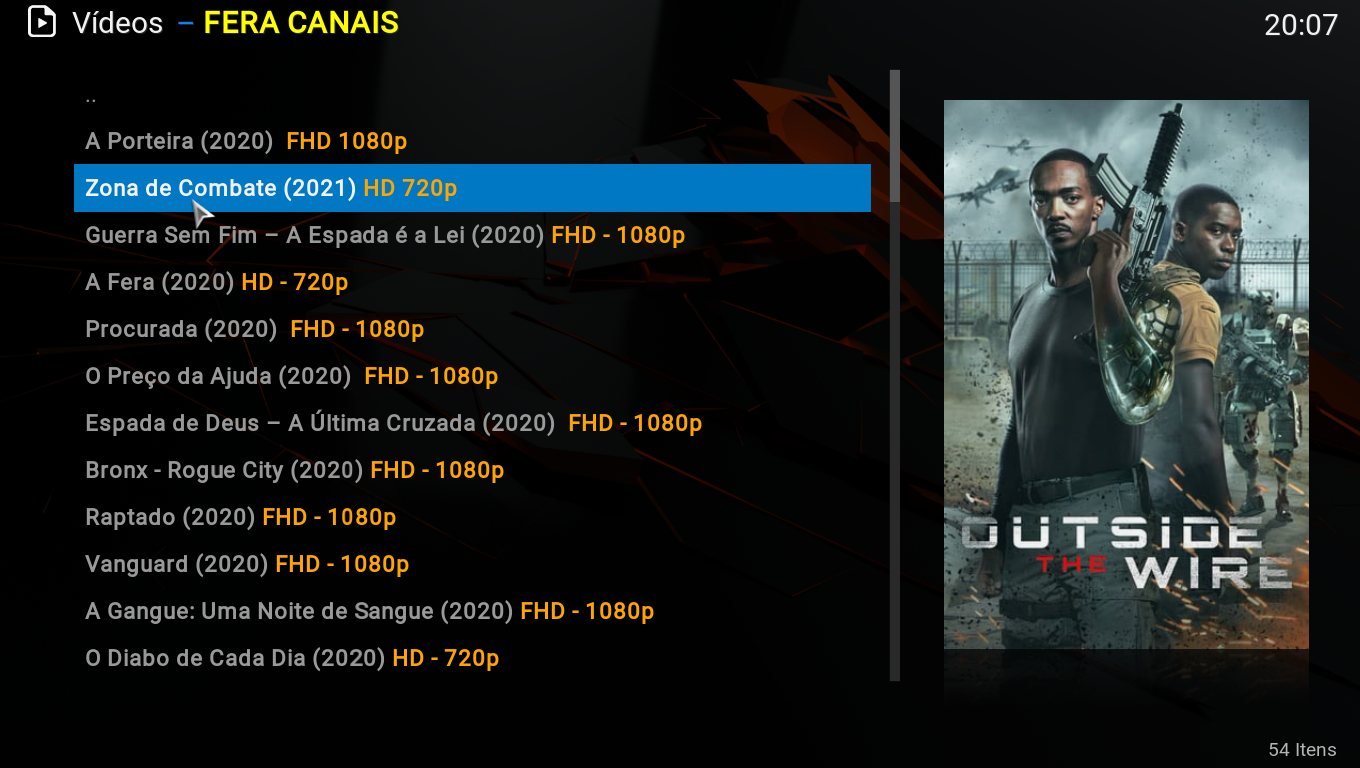 Vídeos – FERA CANAIS
20:07
..
A Porteira (2020) FHD 1080p
Zona de Combate (2021) HD 720p
Guerra Sem Fim – A Espada é a Lei (2020) FHD - 1080p
A Fera (2020) HD - 720p
Procurada (2020) FHD - 1080p
O Preço da Ajuda (2020) FHD - 1080p
Espada de Deus – A Última Cruzada (2020) FHD - 1080p
Bronx - Rogue City (2020) FHD - 1080p
Raptado (2020) FHD - 1080p
Vanguard (2020) FHD - 1080p
A Gangue: Uma Noite de Sangue (2020) FHD - 1080p
O Diabo de Cada Dia (2020) HD - 720p
OUTSIDE
THE WIRE
54 Itens